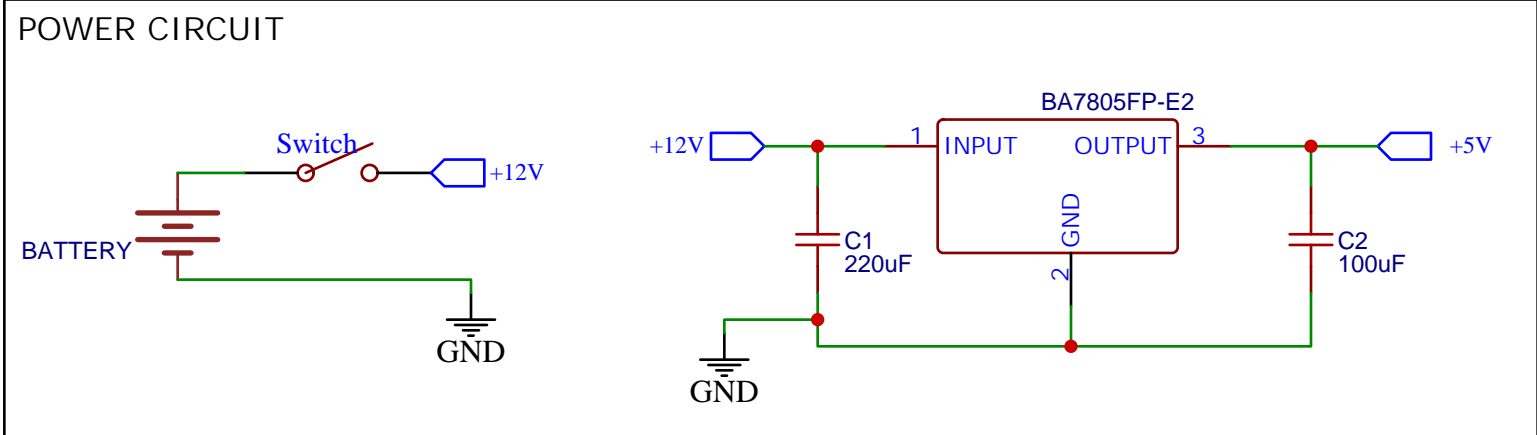 POWER CIRCUIT
Switch
+12V
BATTERY
GND
BA7805FP-E2
+12V
1
INPUT
OUTPUT
3
+5V
GND
2
C1
220uF
C2
100uF
GND